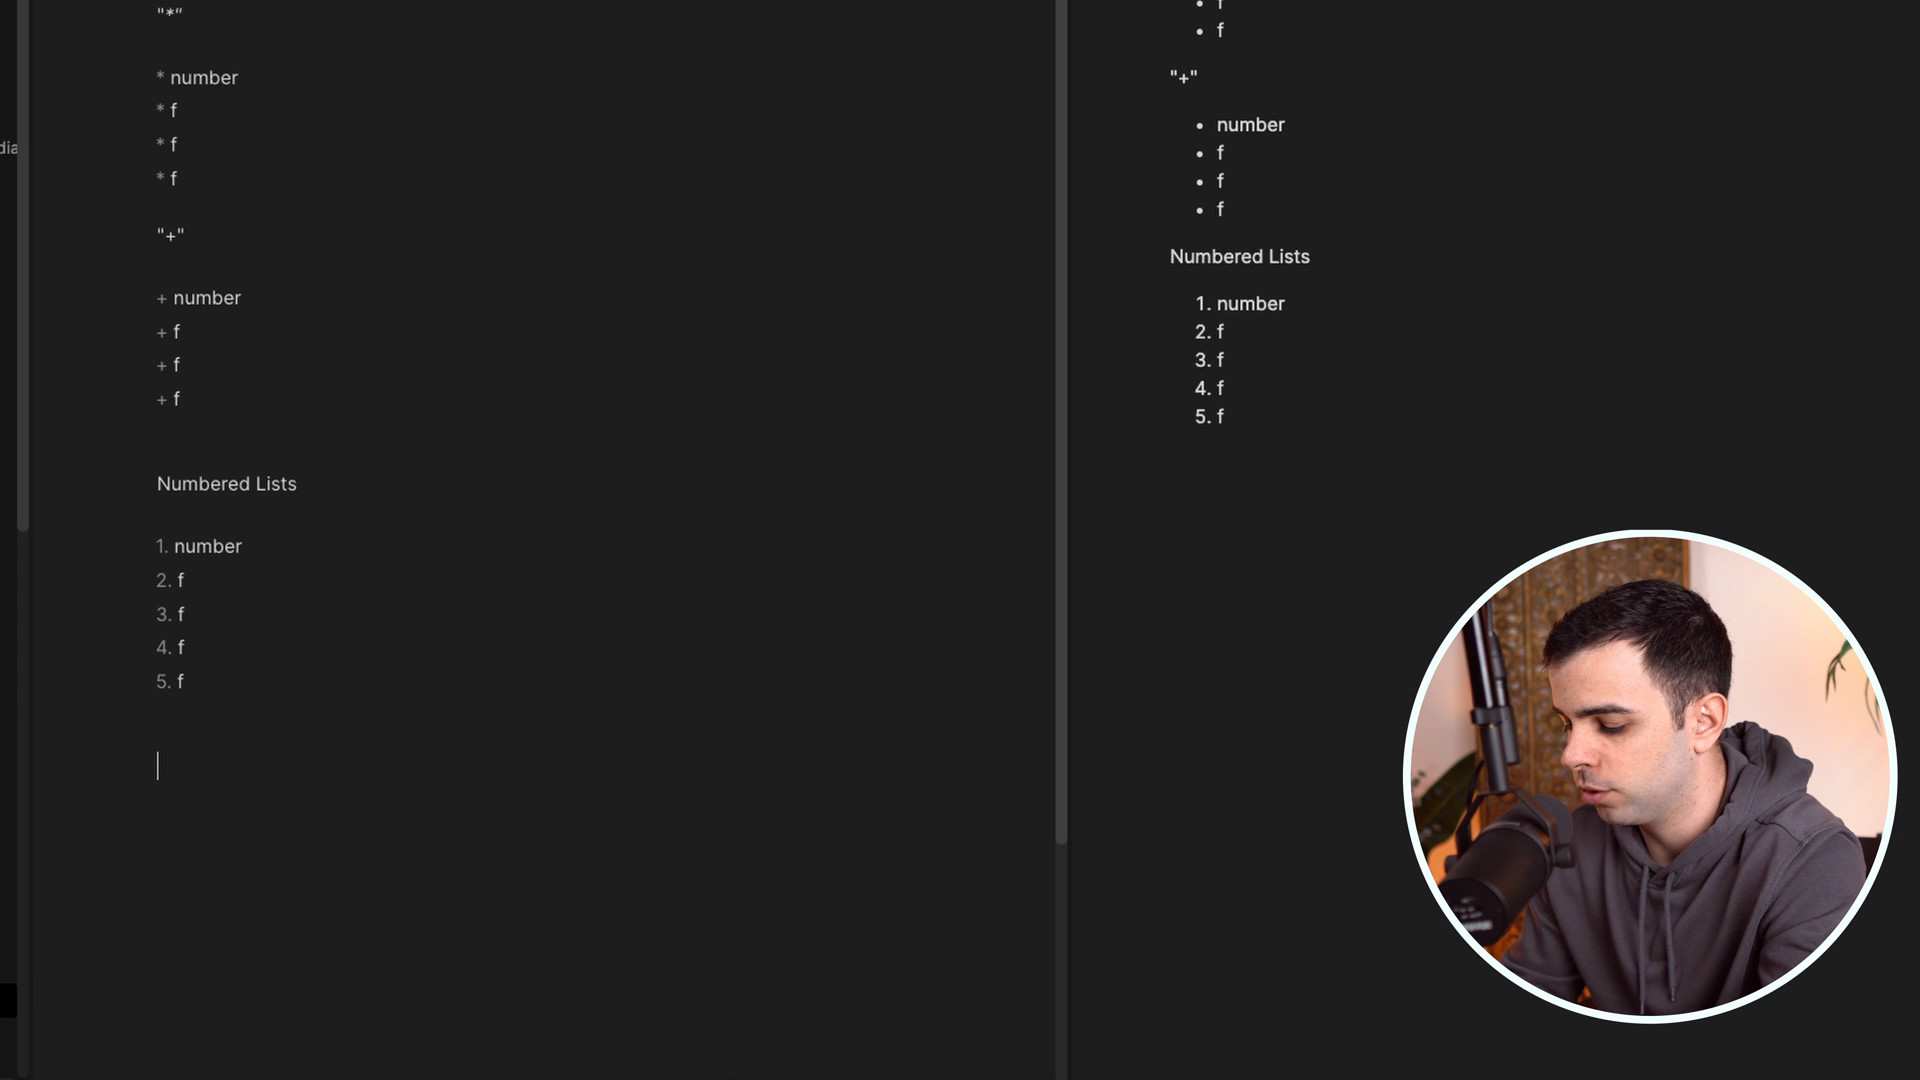 "*"
* number
* f
* f
* f
"+"
+ number
+ f
+ f
+ f
Numbered Lists
1. number
2. f
3. f
4. f
5. f
dia
• f
• f
"+"
• number
• f
• f
• f
Numbered Lists
1. number
2. f
3. f
4. f
5. f